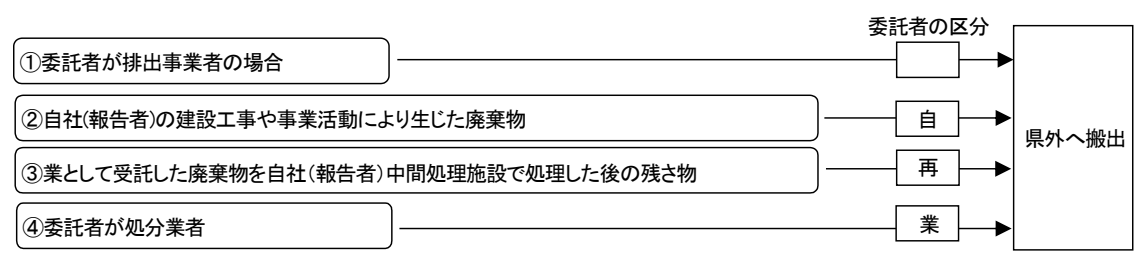 委託者の区分
①委託者が排出事業者の場合
②自社(報告者)の建設工事や事業活動により生じた廃棄物
自
③業として受託した廃棄物を自社(報告者)中間処理施設で処理した後の残さ物
再
④委託者が処分業者
業
県外へ搬出